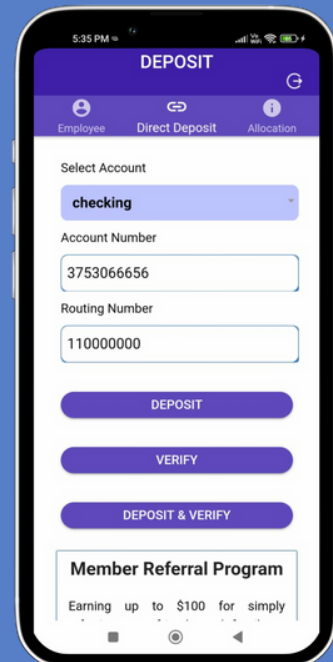 5:35 PM
DEPOSIT
Employee
Direct Deposit
Allocation
Select Account
checking
Account Number
3753066656
Routing Number
110000000
DEPOSIT
VERIFY
DEPOSIT & VERIFY
Member Referral Program
Earning up to $100 for simply